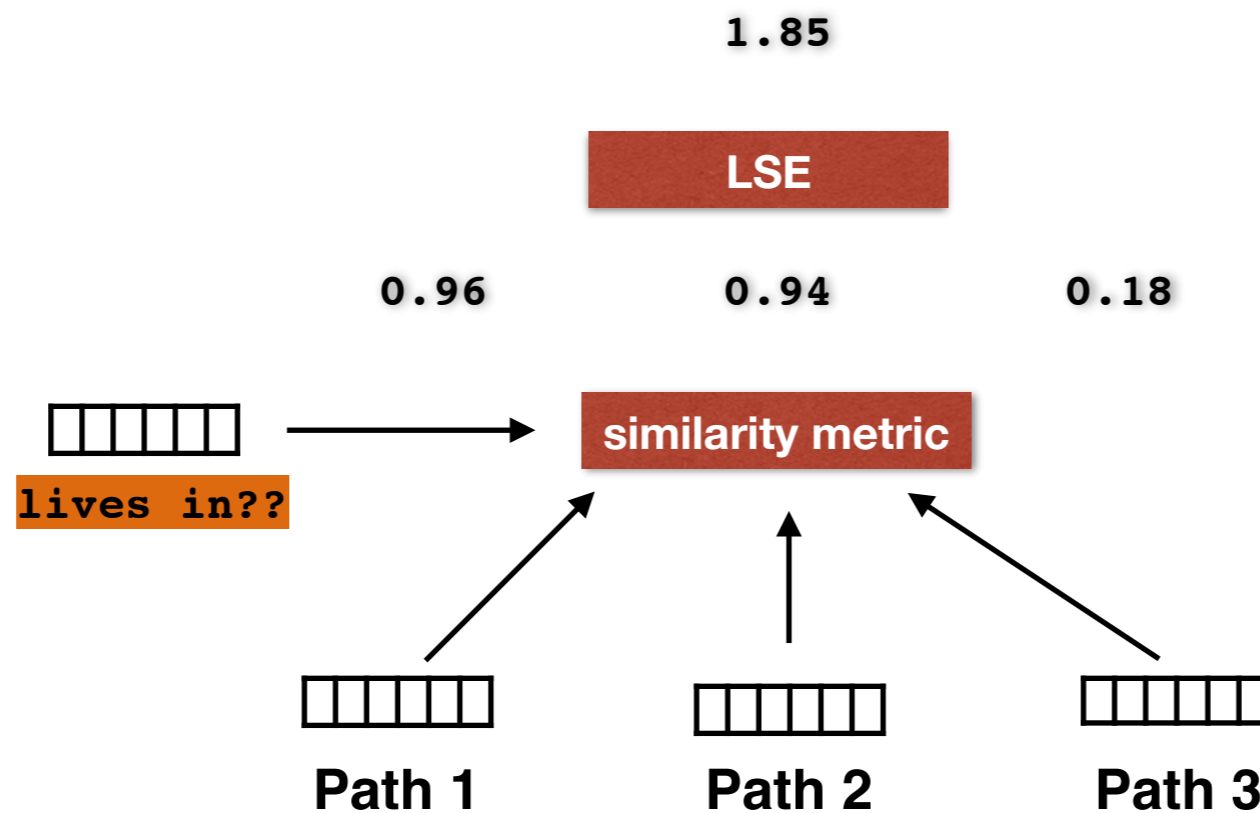 1.85
LSE
0.96 0.94 0.18
similarity metric
lives in??
Path 1 Path 2 Path 3